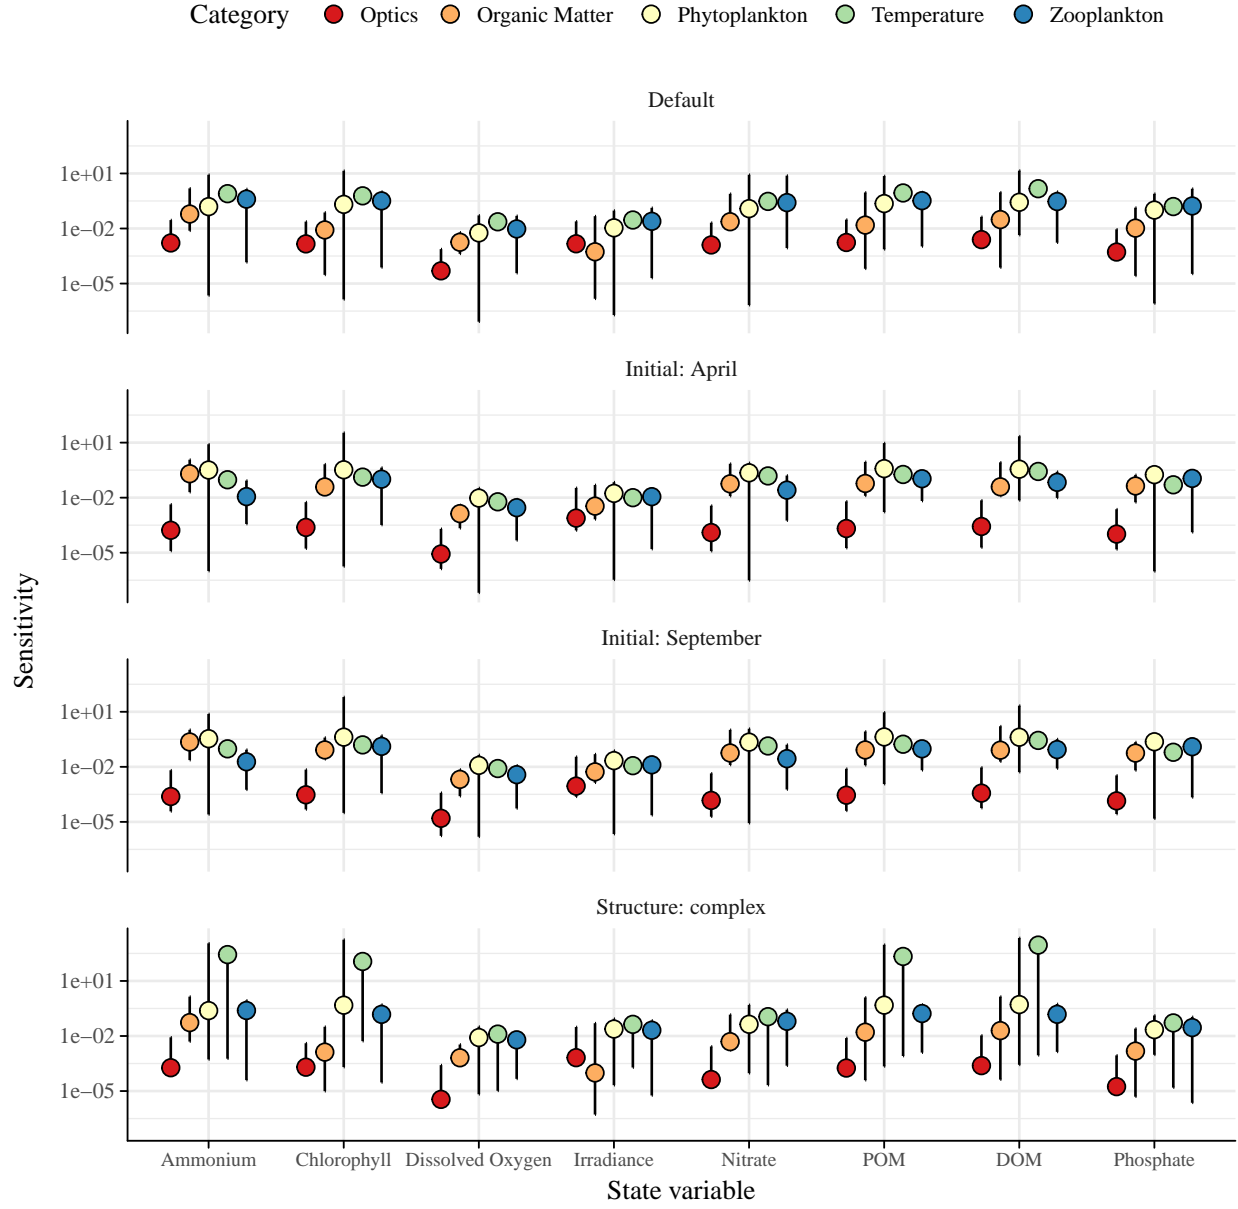 Category Optics Organic Matter Phytoplankton Temperature Zooplankton
Default
1e+01
1e−02
1e−05
Initial: April
1e+01
1e−02
1e−05
Initial: September
1e+01
1e−02
1e−05
Structure: complex
1e+01
1e−02
1e−05
Sensitivity
Ammonium Chlorophyll Dissolved Oxygen Irradiance Nitrate POM DOM Phosphate
State variable